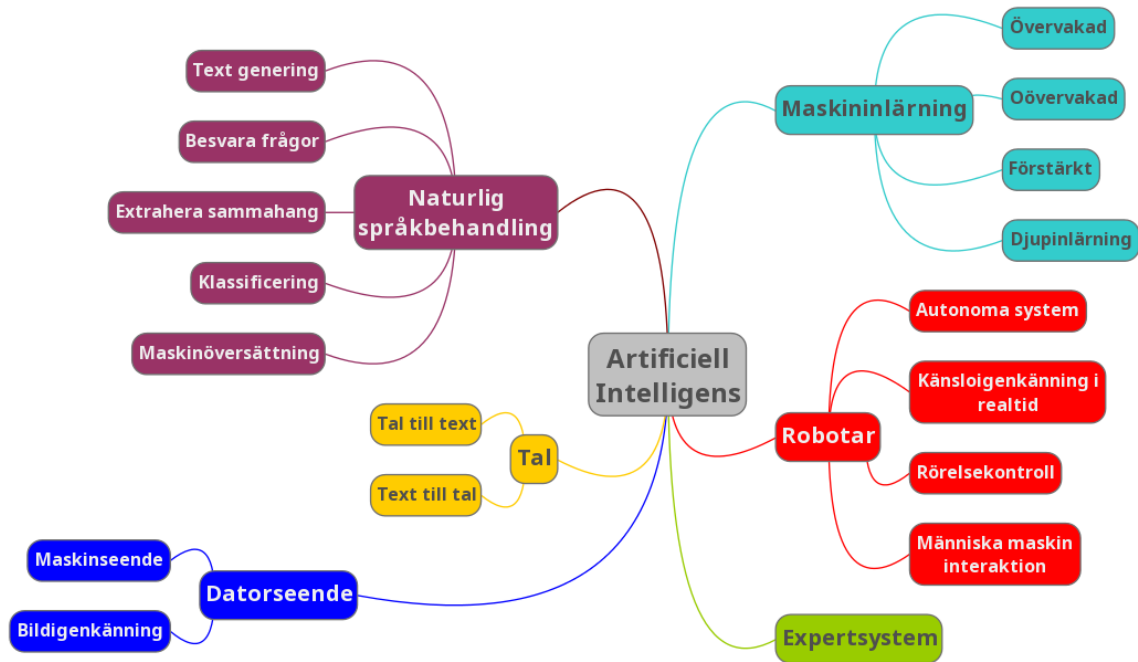 Artificiell
Intelligens
Naturlig
språkbehandling
Text genering
Besvara frågor
Extrahera sammahang
Klassificering
Maskinöversättning
Tal
Tal till text
Text till tal
Datorseende
Maskinseende
Bildigenkänning
Maskininlärning
Övervakad
Oövervakad
Förstärkt
Djupinlärning
Robotar
Autonoma system
Känsloigenkänning i
realtid
Rörelsekontroll
Människa maskin
interaktion
Expertsystem